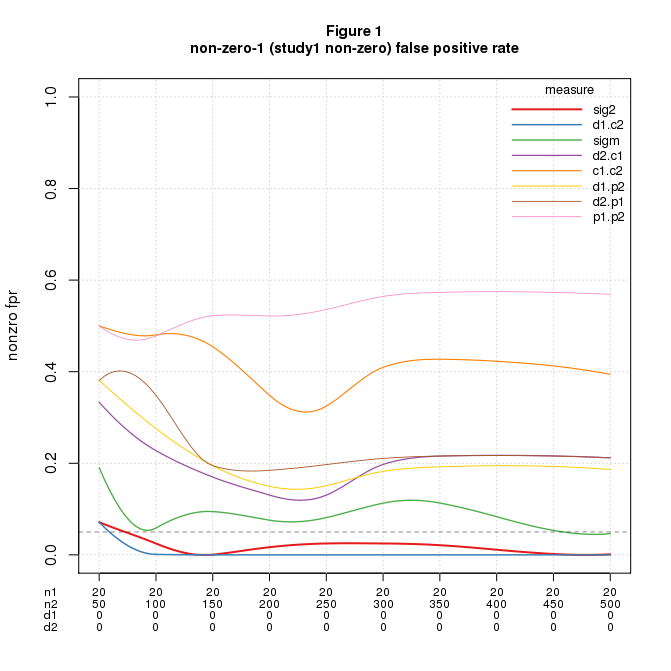 Figure 1
non-zero-1 (study1 non-zero) false positive rate
measure
sig2
d1.c2
sigm
d2.c1
c1.c2
d1.p2
d2.p1
p1.p2
nonzro fpr
1.0
0.8
0.6
0.4
0.2
0.0
n1 20 20 20 20 20 20 20 20 20 20
n2 50 100 150 200 250 300 350 400 450 500
d1 0 0 0 0 0 0 0 0 0 0
d2 0 0 0 0 0 0 0 0 0 0